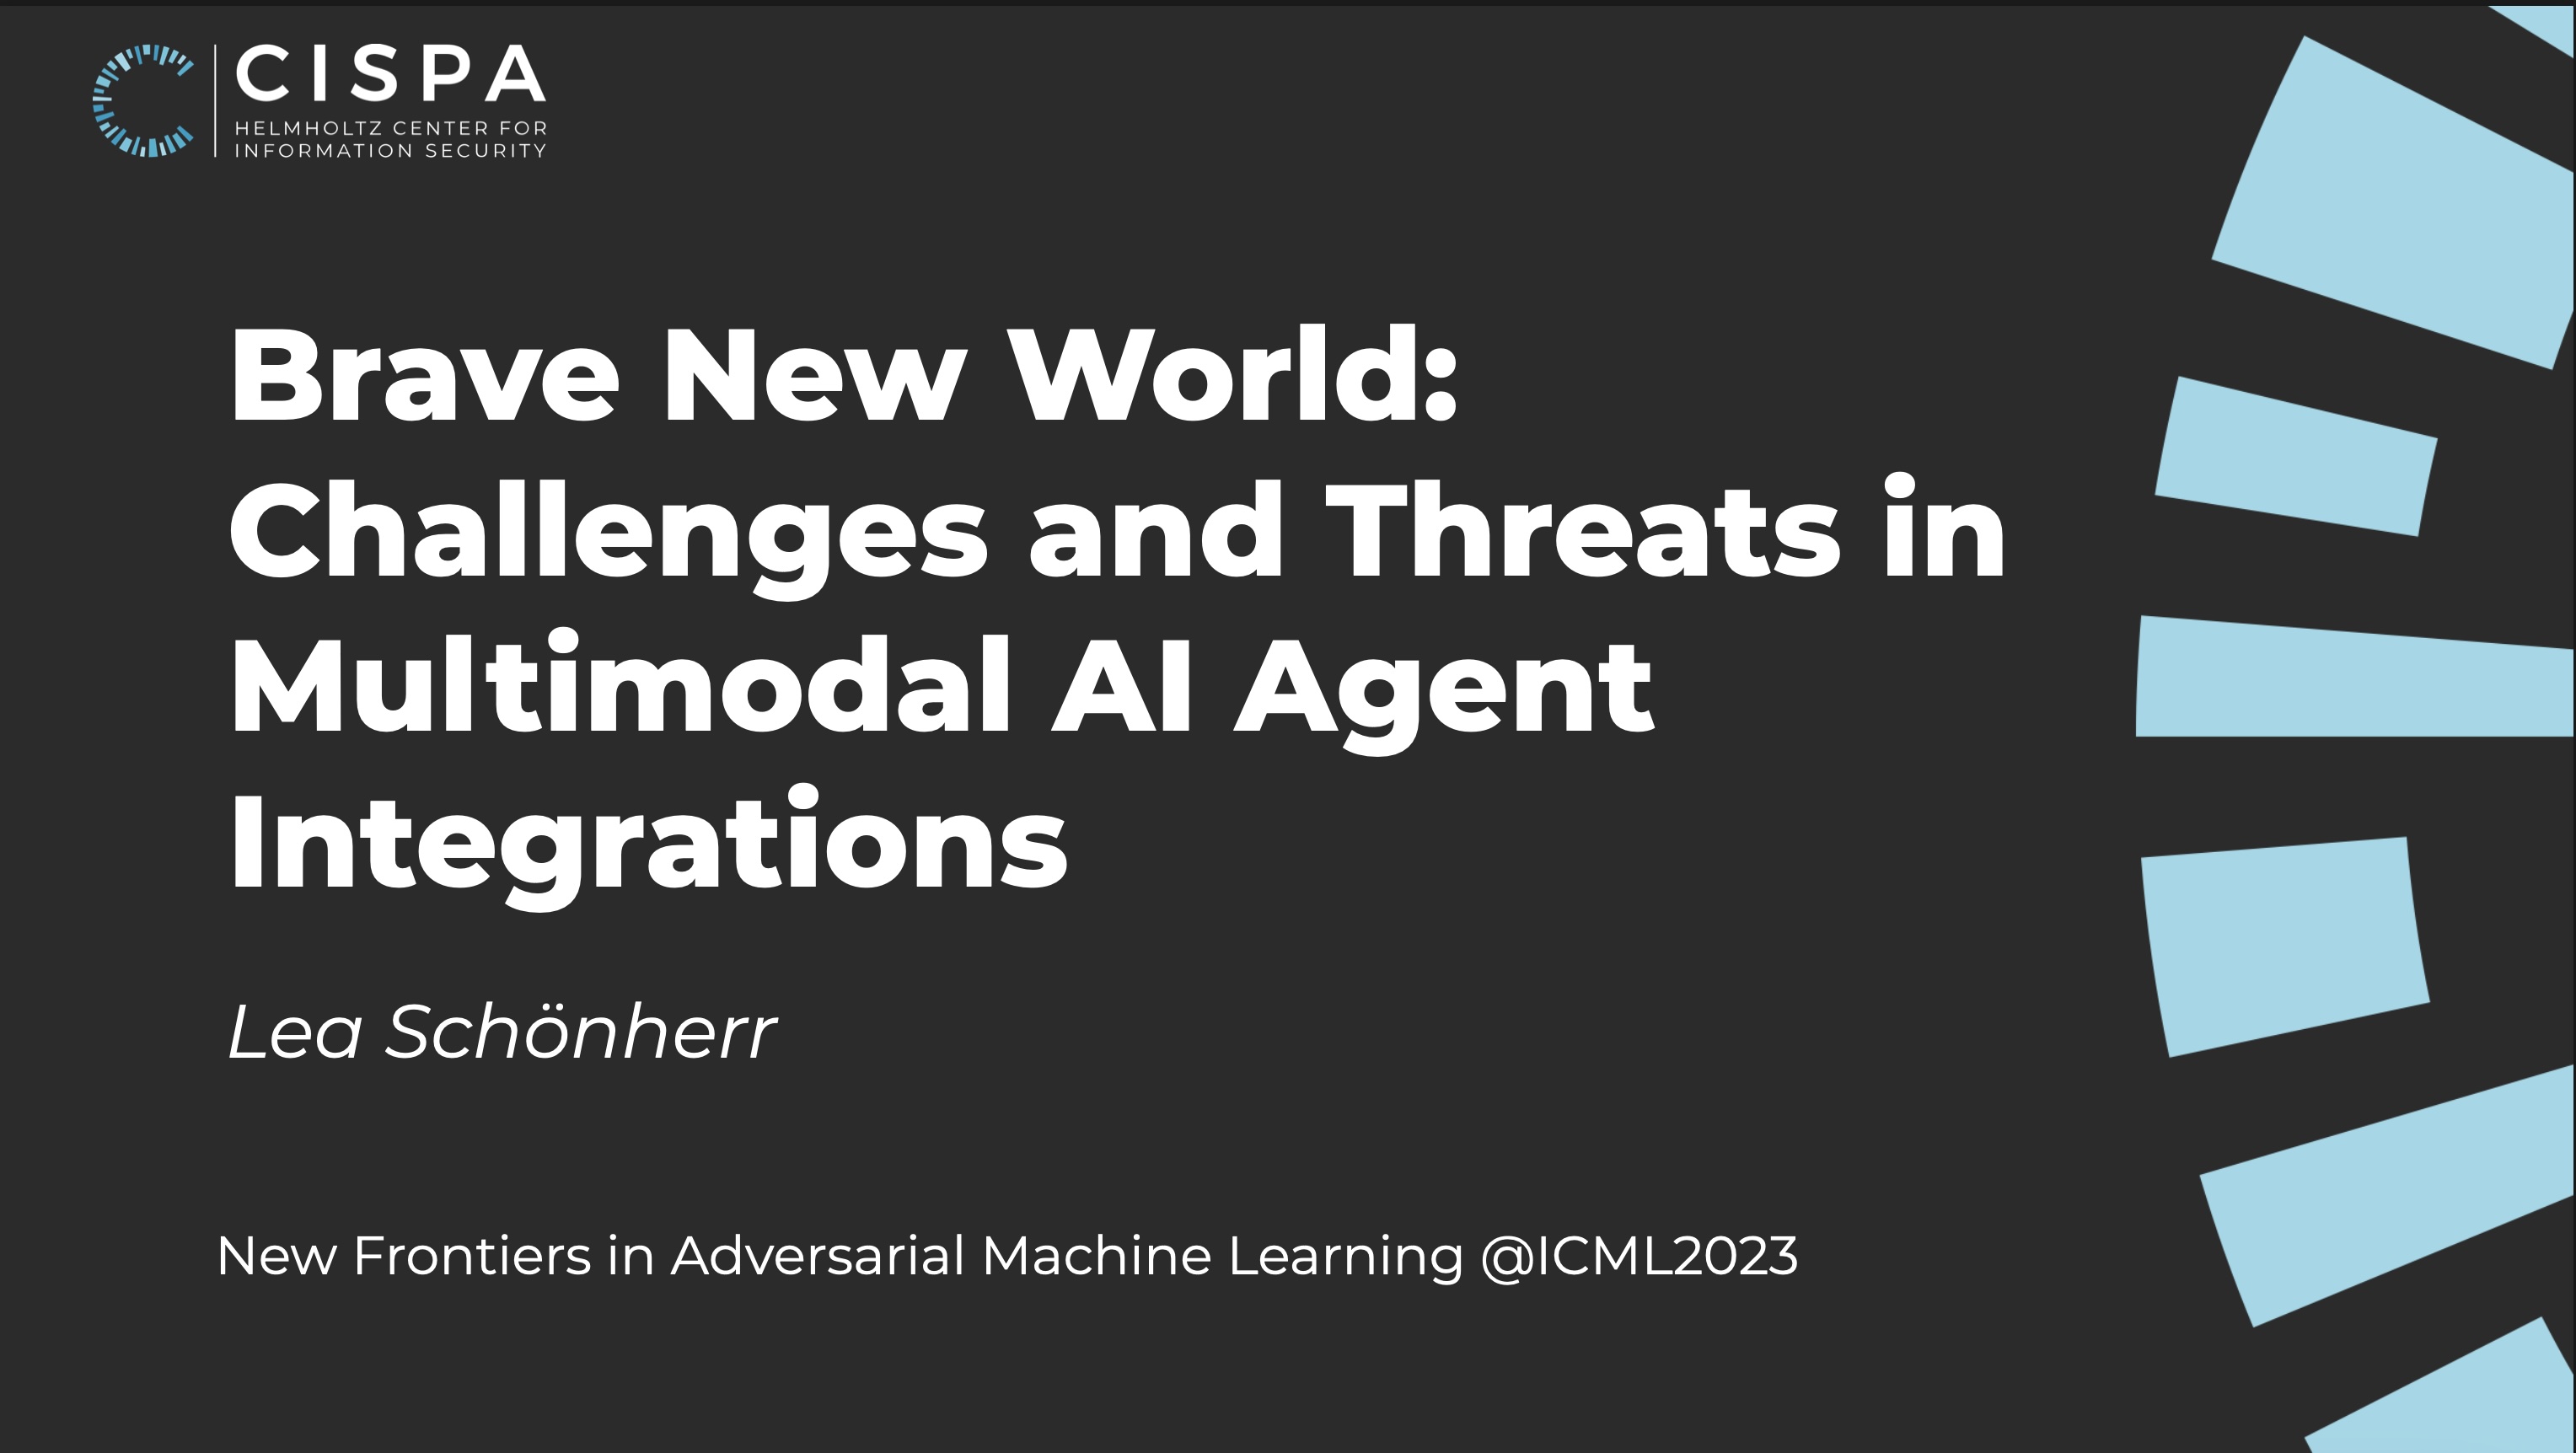 CISPA
HELMHOLTZ CENTER FOR
INFORMATION SECURITY
Brave New World:
Challenges and Threats in
Multimodal AI Agent
Integrations
Lea Schönherr
New Frontiers in Adversarial Machine Learning @ICML2023